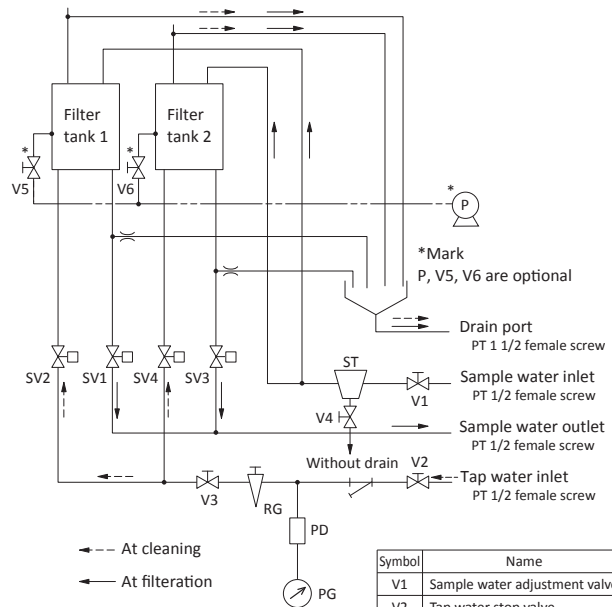 Filter
tank 1
Filter
tank 2
*
V5
*
V6
*
P
*Mark
P, V5, V6 are optional
Drain port
PT 1 1/2 female screw
SV2
SV1
SV4
SV3
ST
V1
Sample water inlet
PT 1/2 female screw
V4
Sample water outlet
PT 1/2 female screw
Without drain
V2
Tap water inlet
PT 1/2 female screw
V3
RG
PD
PG
At cleaning
At filteration
Symbol Name
V1 Sample water adjustment valve
V2 Tap water stop valve